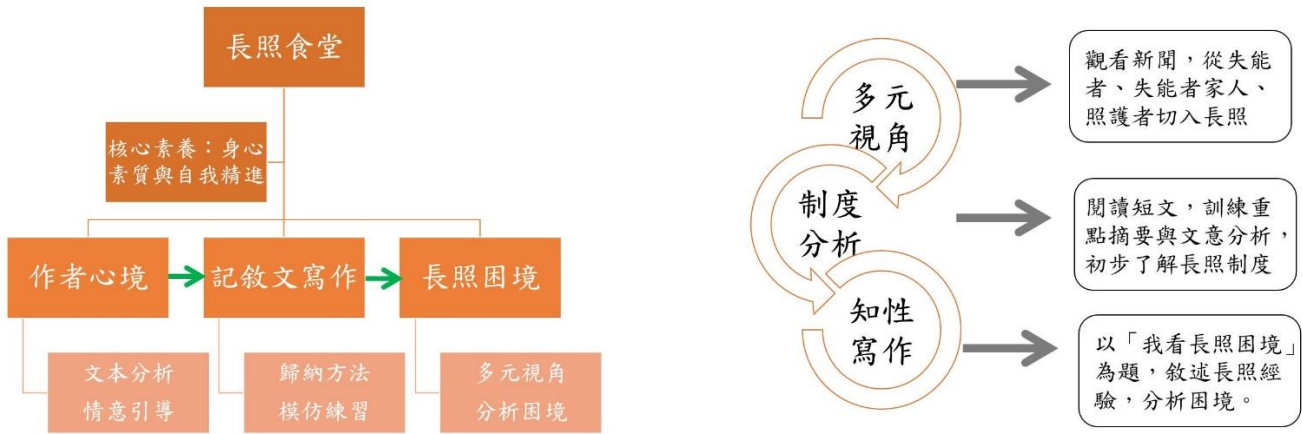 長照食堂
核心素養：身心
素質與自我精進
作者心境
記敘文寫作
長照困境
文本分析
情意引導
歸納方法
模仿練習
多元視角
分析困境
多元
視角
觀看新聞，從失能
者、失能者家人、
照護者切入長照
制度
分析
閱讀短文，訓練重
點摘要與文意分析，
初步了解長照制度
知性
寫作
以「我看長照困境」
為題，敘述長照經
驗，分析困境。